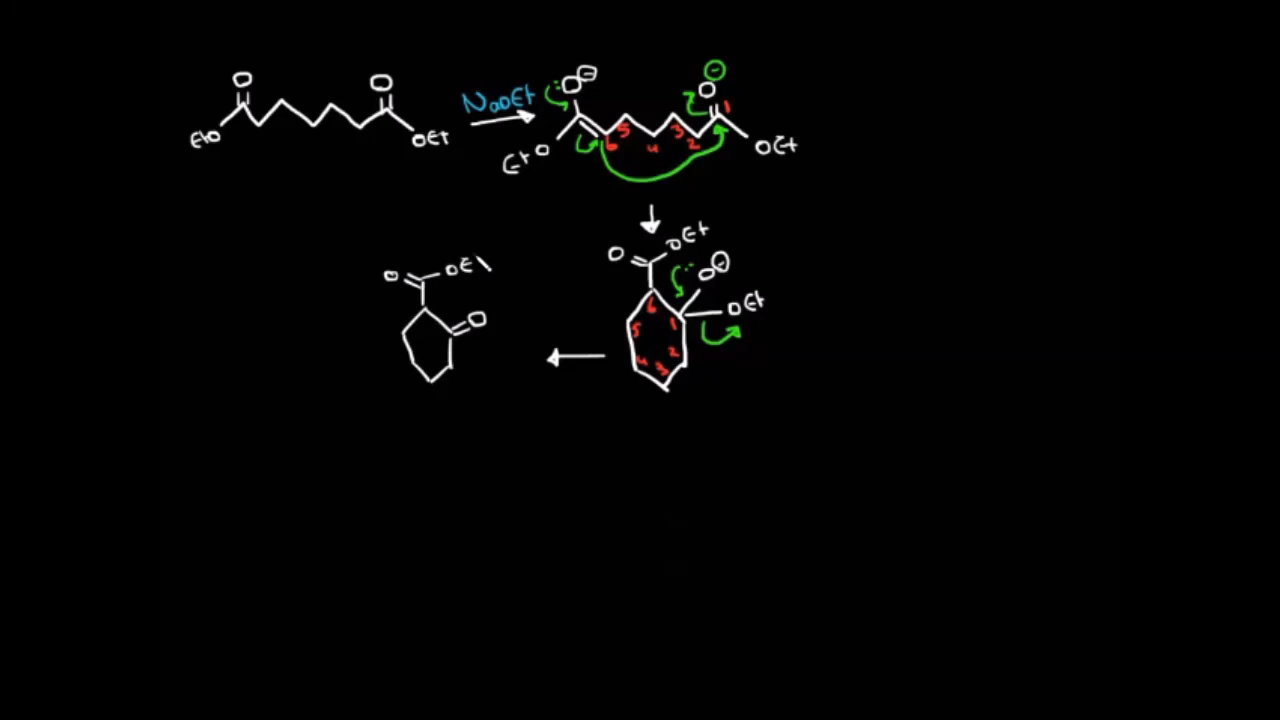 O O
EtO OEt
NaOEt
O⊖
EtO
6 5 4 3 2 1
O⊖
OEt
O OEt
O⊖
OEt
6 1
5 2
4 3
O OEt
O